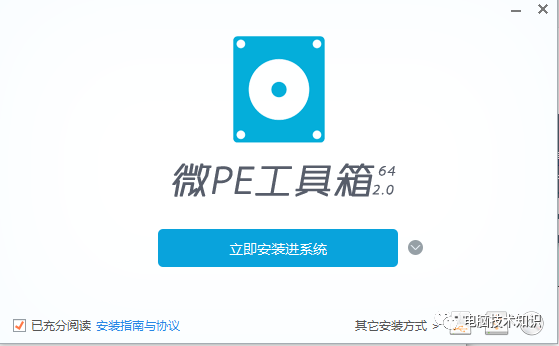 微PE工具箱 64
2.0
立即安装进系统
已充分阅读 安装指南与协议
其它安装方式 >
电脑技术知识